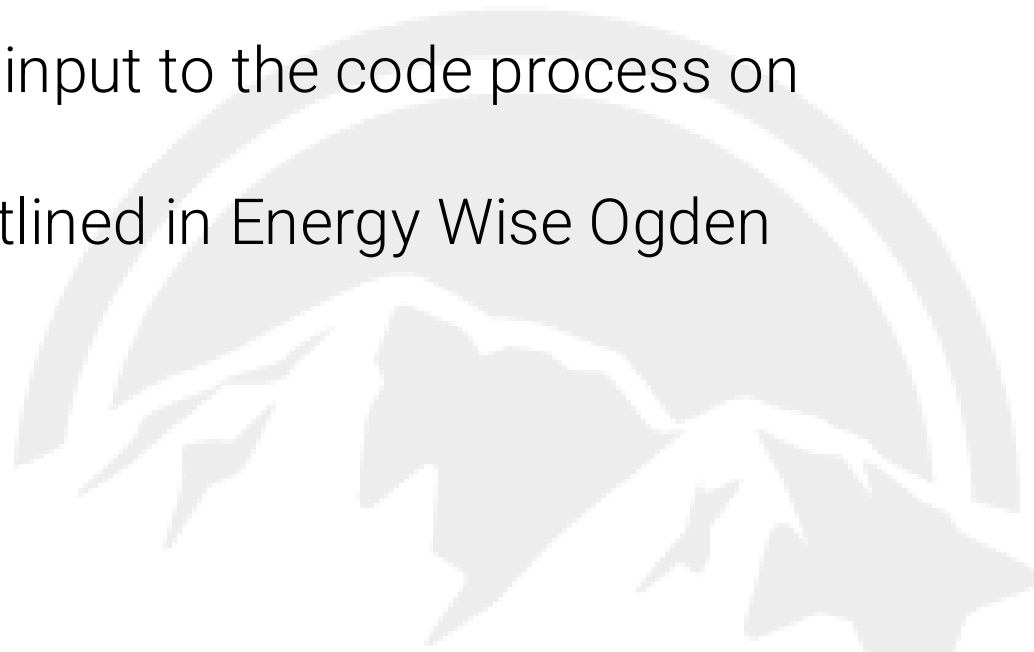 input to the code process on
tlined in Energy Wise Ogden